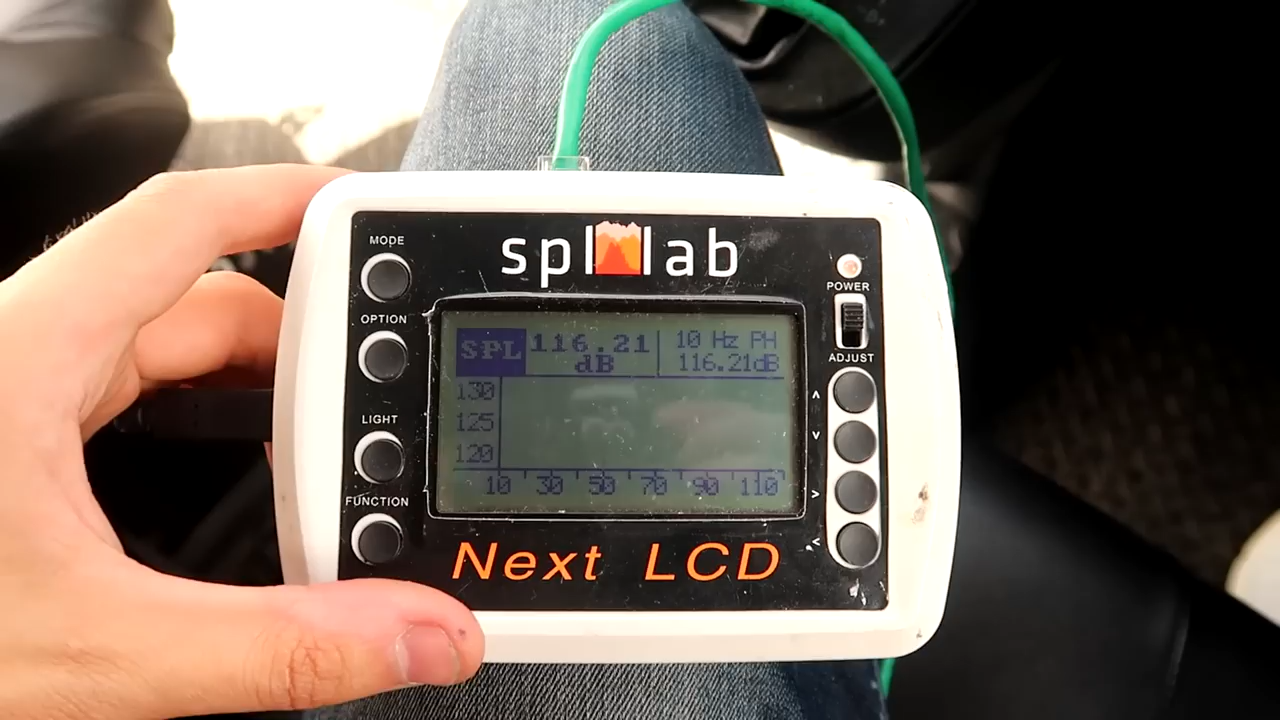 spl lab
MODE
OPTION
LIGHT
FUNCTION
POWER
ADJUST
^
v
>
<
SPL 116.21 dB
10 Hz PH
116.21dB
130
125
120
10 30 50 70 90 110
Next LCD